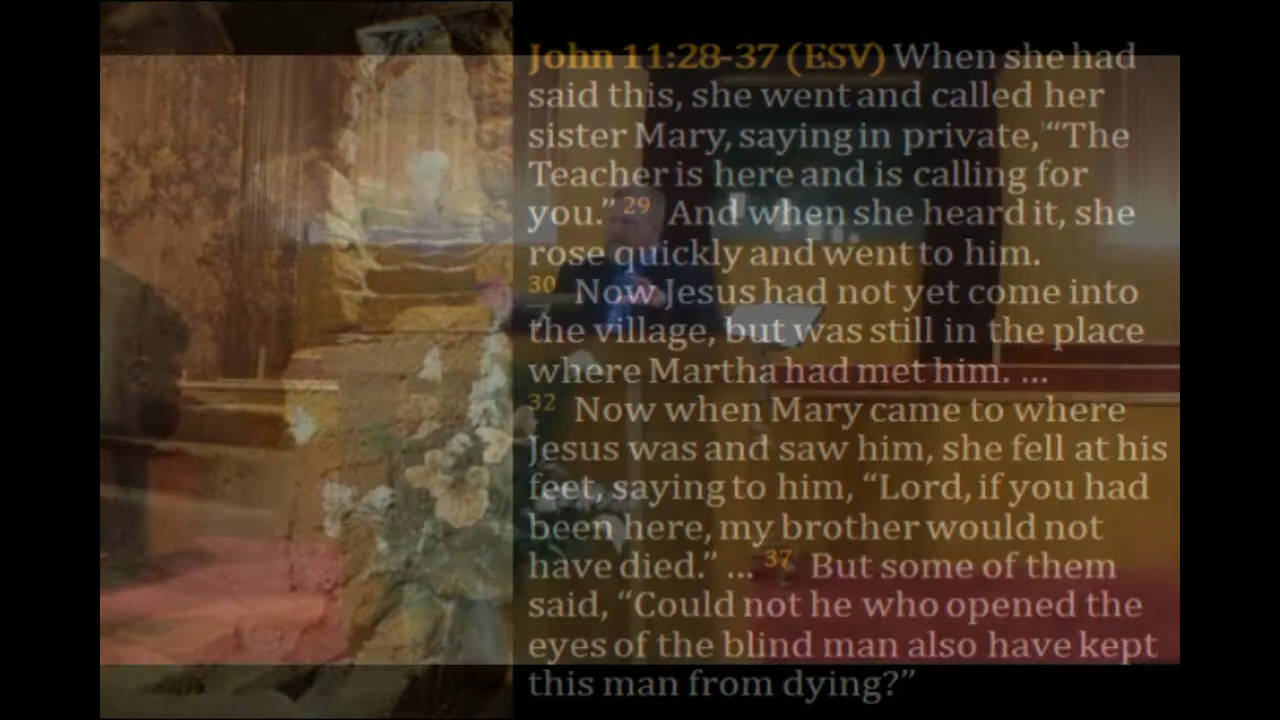 John 11:28-37 (ESV) When she had
said this, she went and called her
sister Mary, saying in private, “The
Teacher is here and is calling for
you.” 29 And when she heard it, she
rose quickly and went to him.
30 Now Jesus had not yet come into
the village, but was still in the place
where Martha had met him. ...
32 Now when Mary came to where
Jesus was and saw him, she fell at his
feet, saying to him, “Lord, if you had
been here, my brother would not
have died.” ... 37 But some of them
said, “Could not he who opened the
eyes of the blind man also have kept
this man from dying?”